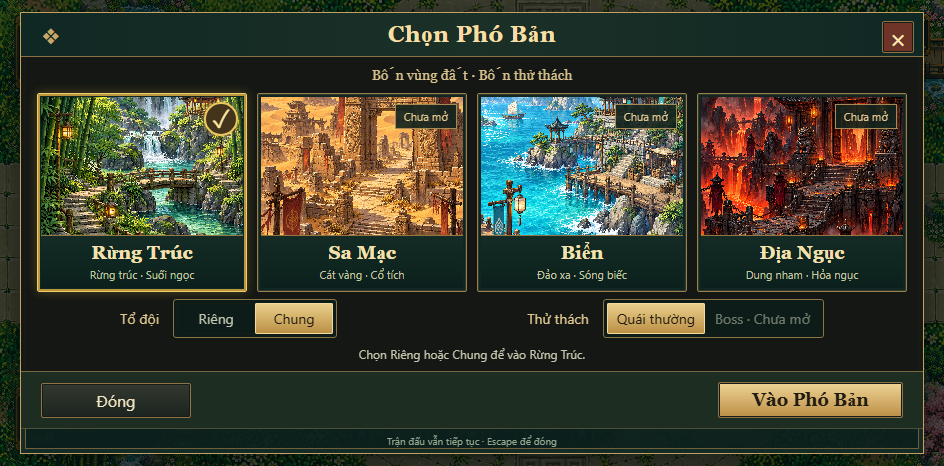 Chọn Phó Bản
Bốn vùng đất · Bốn thử thách
Chưa mở
Chưa mở
Chưa mở
Rừng Trúc
Rừng trúc · Suối ngọc
Sa Mạc
Cát vàng · Cổ tích
Biển
Đảo xa · Sóng biếc
Địa Ngục
Dung nham · Hỏa ngục
Tổ đội Riêng Chung
Thử thách Quái thường Boss · Chưa mở
Chọn Riêng hoặc Chung để vào Rừng Trúc.
Đóng
Vào Phó Bản
Trận đấu vẫn tiếp tục · Escape để đóng